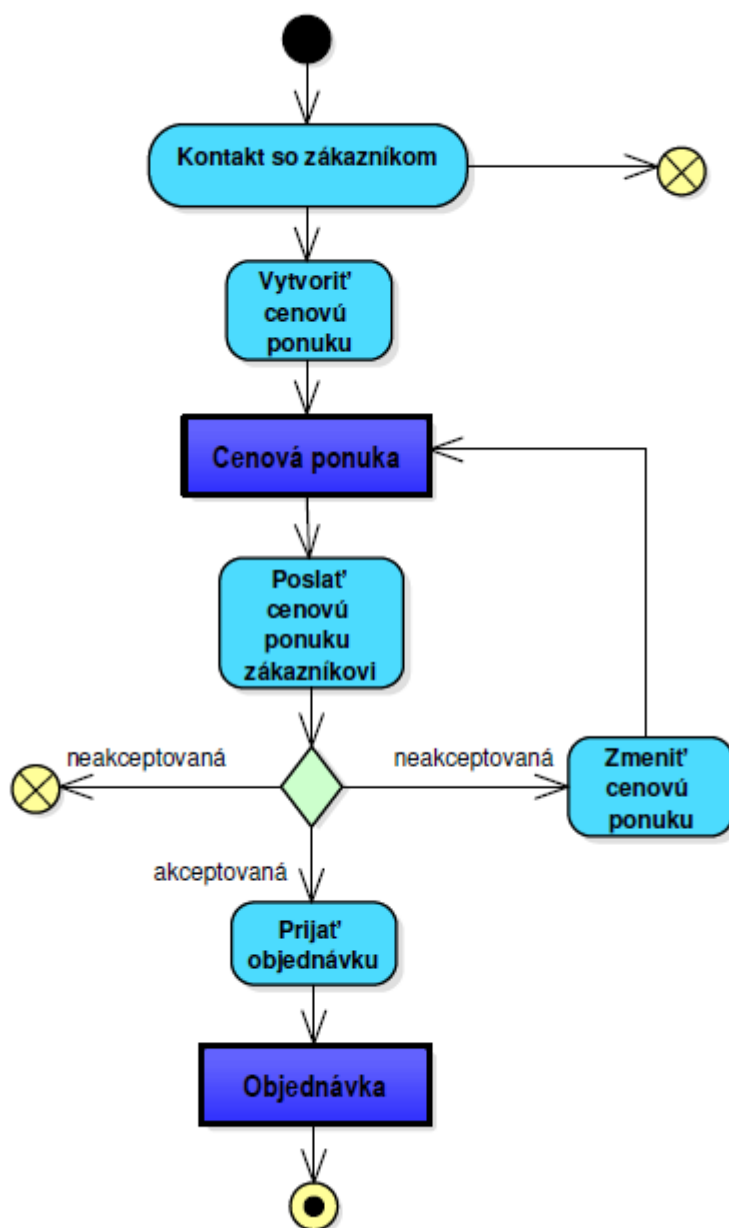 Kontakt so zákazníkom
Vytvoriť
cenovú
ponuku
Cenová ponuka
Poslať
cenovú
ponuku
zákazníkovi
neakceptovaná
neakceptovaná
Zmeniť
cenovú
ponuku
akceptovaná
Prijať
objednávku
Objednávka